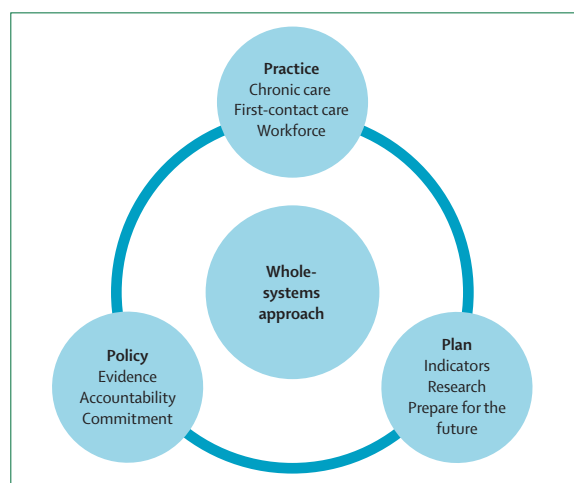 Practice
Chronic care
First-contact care
Workforce
Whole-
systems
approach
Policy
Evidence
Accountability
Commitment
Plan
Indicators
Research
Prepare for the
future